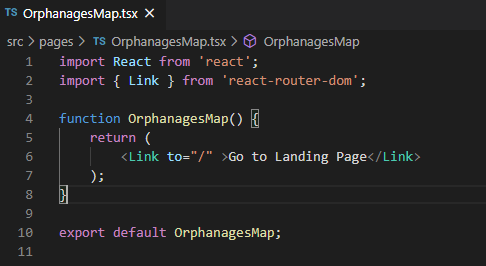 TS OrphanagesMap.tsx ×
src > pages > TS OrphanagesMap.tsx > OrphanagesMap
1 import React from 'react';
2 import { Link } from 'react-router-dom';
3
4 function OrphanagesMap() {
5     return (
6         <Link to="/" >Go to Landing Page</Link>
7     );
8 }
9
10 export default OrphanagesMap;
11